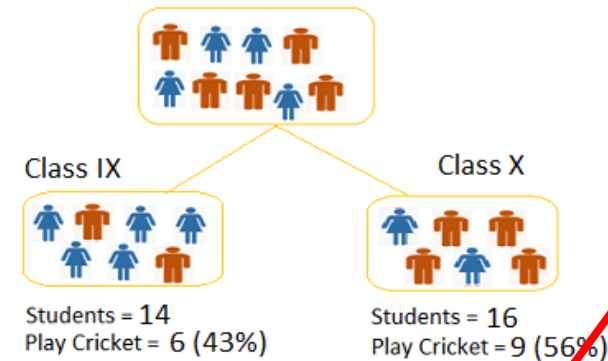 Class IX
Class X
Students = 14
Play Cricket = 6 (43%)
Students = 16
Play Cricket = 9 (56%)